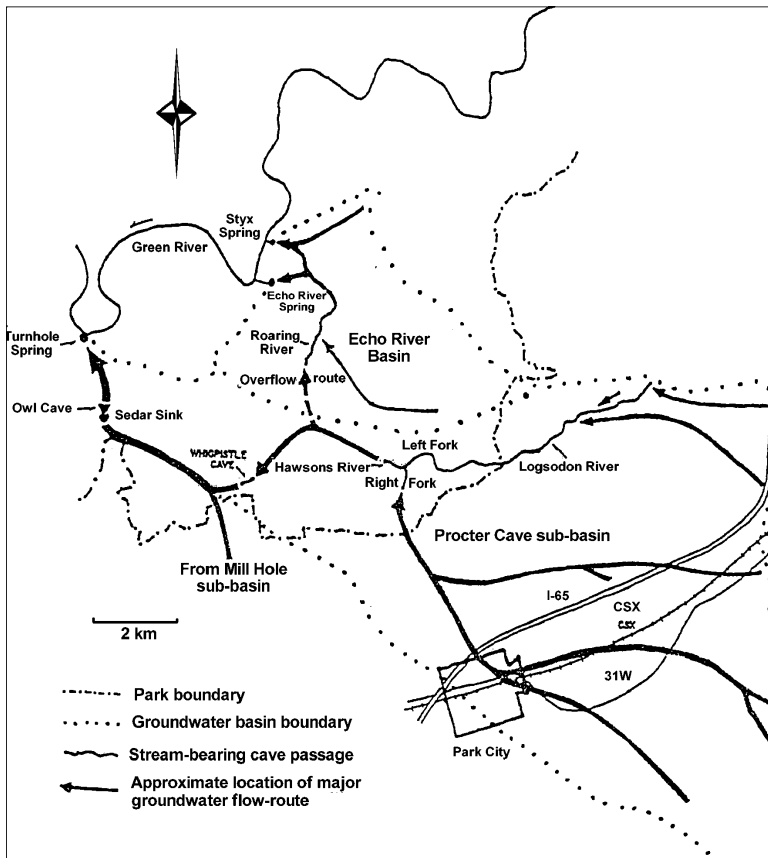 Styx
Spring
Green River
Echo River
Spring
Turnhole
Spring
Roaring
River
Echo River
Basin
Overflow route
Owl Cave
Sedar Sink
WHIGPISTLE
CAVE
Left Fork
Hawsons River
Logsdon River
Right Fork
Procter Cave sub-basin
From Mill Hole
sub-basin
I-65
CSX
CSX
2 km
31W
Park boundary
Groundwater basin boundary
Park City
Stream-bearing cave passage
Approximate location of major
groundwater flow-route